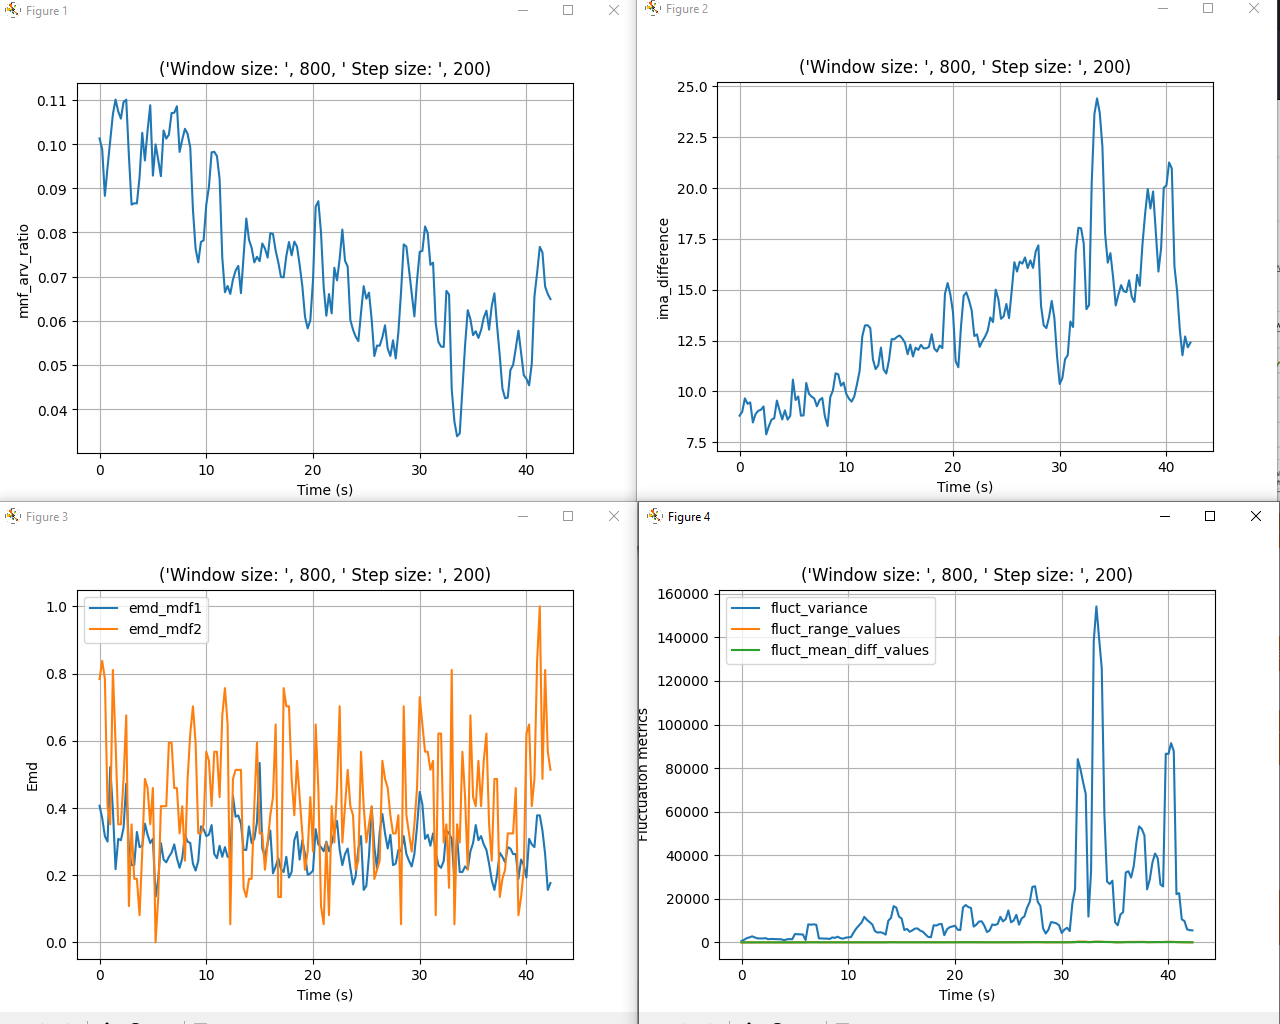 Figure 1
('Window size: ', 800, ' Step size: ', 200)
mnf_arv_ratio
0.11
0.10
0.09
0.08
0.07
0.06
0.05
0.04
0 10 20 30 40
Time (s)
Figure 2
('Window size: ', 800, ' Step size: ', 200)
ima_difference
25.0
22.5
20.0
17.5
15.0
12.5
10.0
7.5
0 10 20 30 40
Time (s)
Figure 3
('Window size: ', 800, ' Step size: ', 200)
emd_mdf1
emd_mdf2
Emd
1.0
0.8
0.6
0.4
0.2
0.0
0 10 20 30 40
Time (s)
Figure 4
('Window size: ', 800, ' Step size: ', 200)
fluct_variance
fluct_range_values
fluct_mean_diff_values
Fluctuation metrics
160000
140000
120000
100000
80000
60000
40000
20000
0
0 10 20 30 40
Time (s)